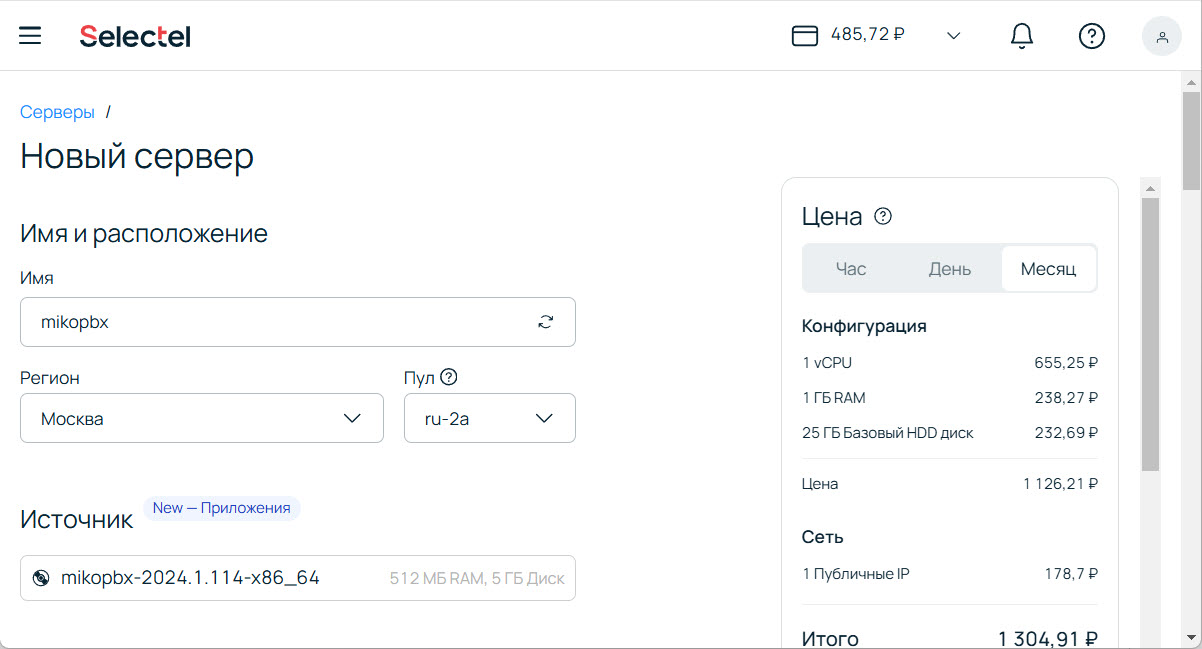 Selectel
485,72 ₽
Серверы /
Новый сервер
Имя и расположение
Имя
mikopbx
Регион
Пул
Москва
ru-2a
Источник
New — Приложения
mikopbx-2024.1.114-x86_64
512 МБ RAM, 5 ГБ Диск
Цена
Час День Месяц
Конфигурация
1 vCPU 655,25 ₽
1 ГБ RAM 238,27 ₽
25 ГБ Базовый HDD диск 232,69 ₽
Цена 1 126,21 ₽
Сеть
1 Публичные IP 178,7 ₽
Итого 1 304,91 ₽